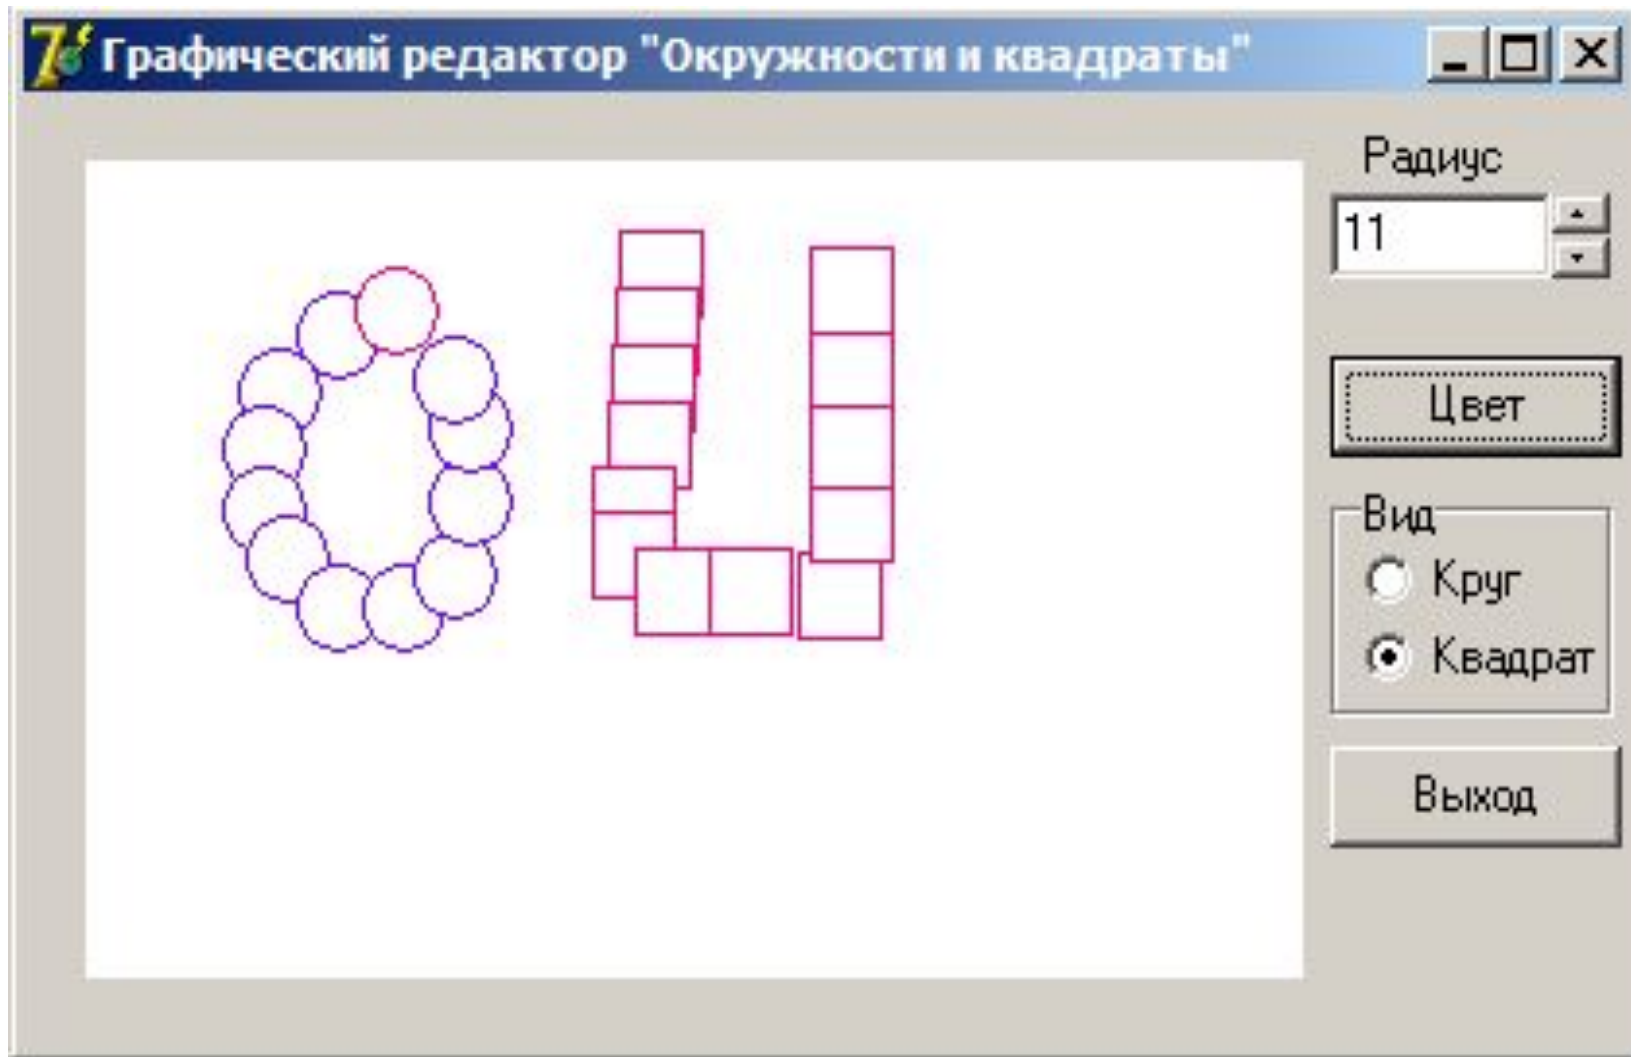 Графический редактор "Окружности и квадраты"
Радиус
11
Цвет
Вид
Круг
Квадрат
Выход